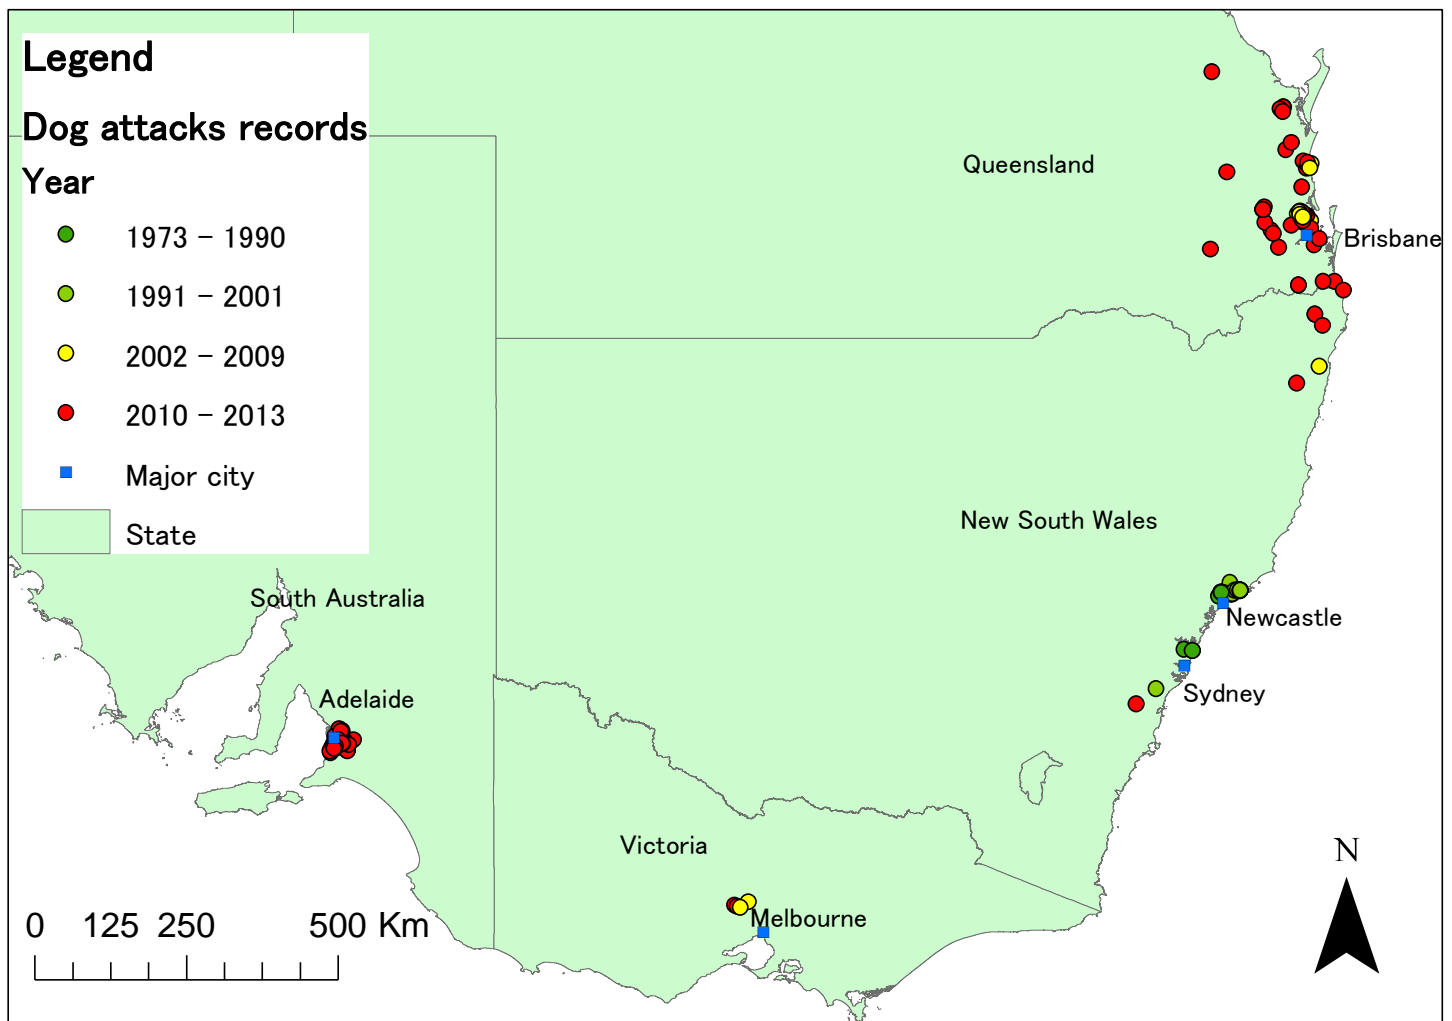 Legend
Dog attacks records
Year
1973 – 1990
1991 – 2001
2002 – 2009
2010 – 2013
Major city
State
Queensland
Brisbane
New South Wales
South Australia
Newcastle
Sydney
Adelaide
Victoria
Melbourne
N
0 125 250 500 Km